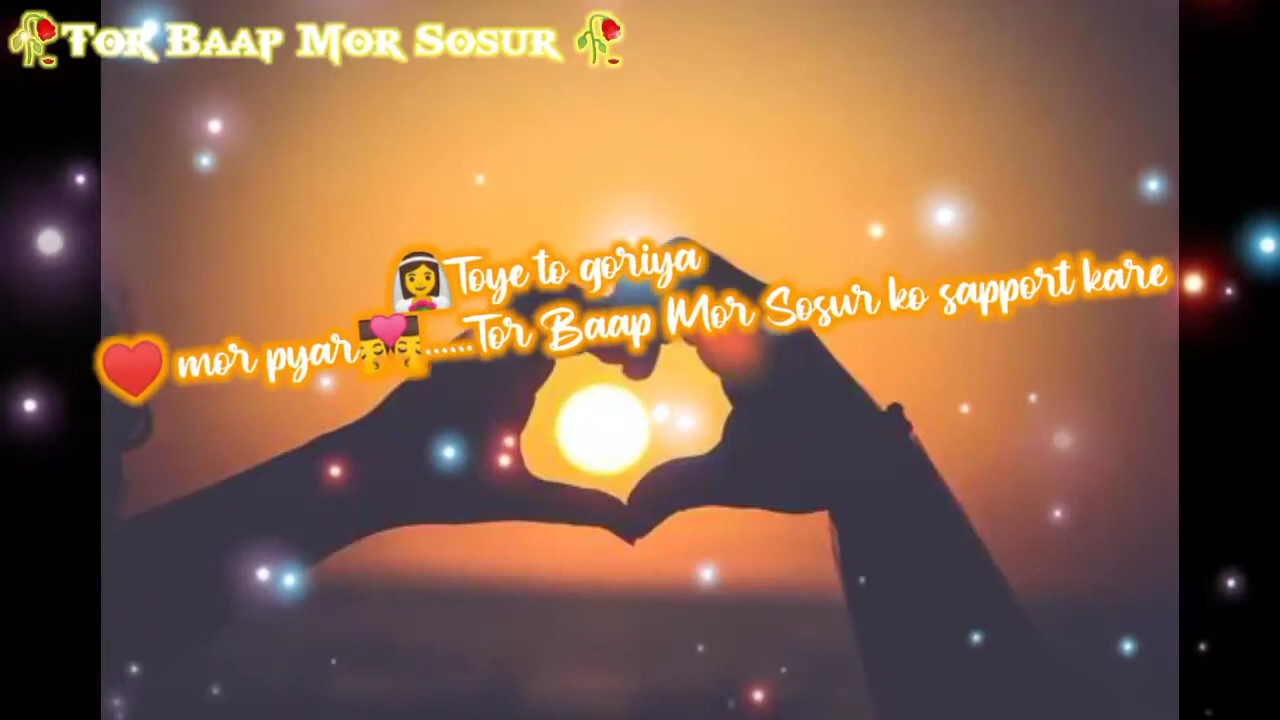 🥀Tor Baap Mor Sosur 🥀
👰Toye to goriya
❤️ mor pyar💏......Tor Baap Mor Sosur ko sapport kare